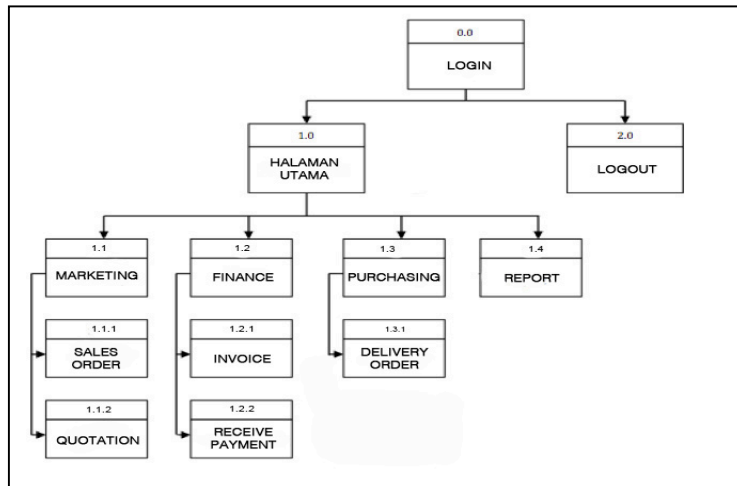 0.0
LOGIN
1.0
HALAMAN
UTAMA
2.0
LOGOUT
1.1
MARKETING
1.2
FINANCE
1.3
PURCHASING
1.4
REPORT
1.1.1
SALES
ORDER
1.2.1
INVOICE
1.3.1
DELIVERY
ORDER
1.1.2
QUOTATION
1.2.2
RECEIVE
PAYMENT